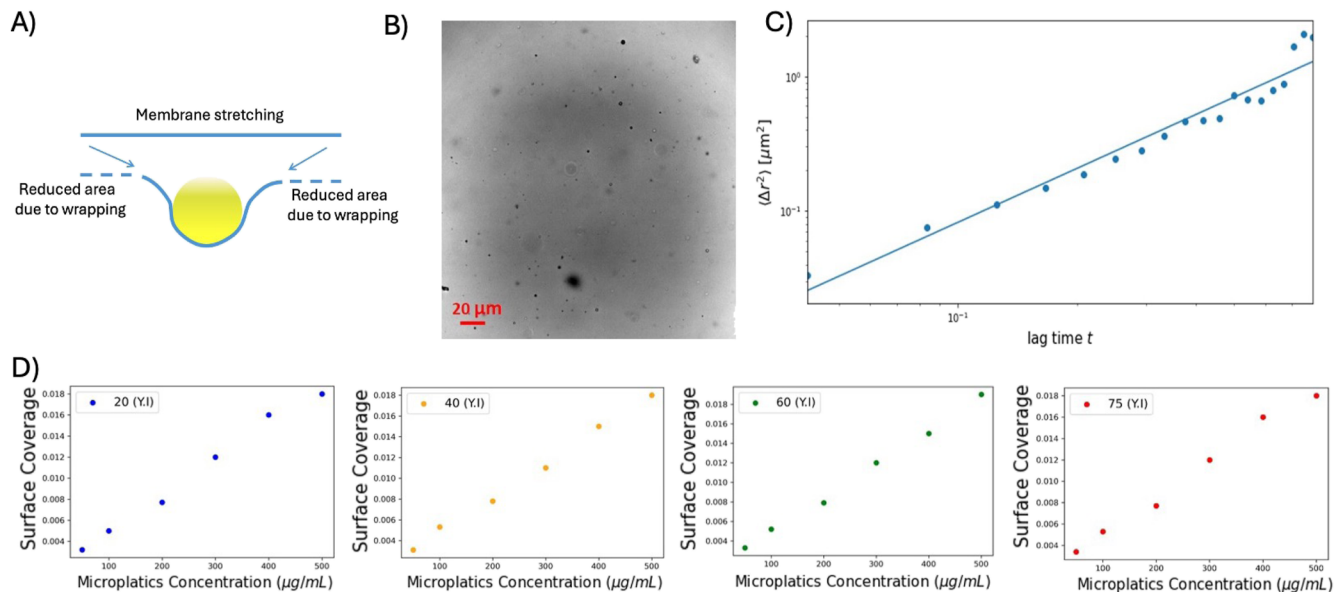 A)
Membrane stretching
Reduced area
due to wrapping
Reduced area
due to wrapping
B)
20 µm
C)
10⁰
10⁻¹
⟨Δr²⟩ [µm²]
10⁻¹
lag time t
D)
Surface Coverage
0.018
0.016
0.014
0.012
0.010
0.008
0.006
0.004
20 (Y.I)
100
200
300
400
500
Microplatics Concentration (µg/mL)
Surface Coverage
0.018
0.016
0.014
0.012
0.010
0.008
0.006
0.004
40 (Y.I)
100
200
300
400
500
Microplatics Concentration (µg/mL)
Surface Coverage
0.018
0.016
0.014
0.012
0.010
0.008
0.006
0.004
60 (Y.I)
100
200
300
400
500
Microplatics Concentration (µg/mL)
Surface Coverage
0.018
0.016
0.014
0.012
0.010
0.008
0.006
0.004
75 (Y.I)
100
200
300
400
500
Microplatics Concentration (µg/mL)